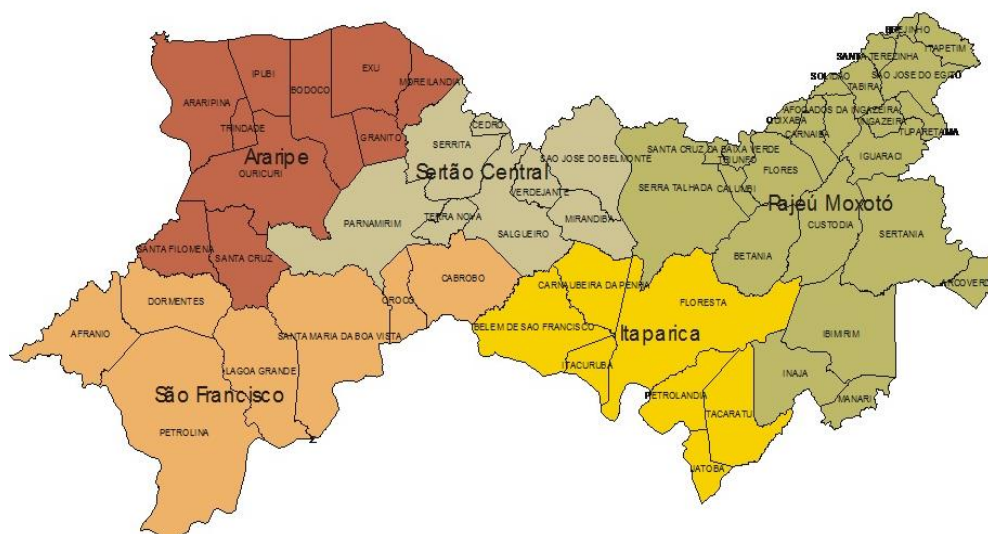 BREJINHO
ITAPETIM
SANTA TEREZINHA
EXU
IPUBI
MOREILANDIA
SAO JOSE DO EGITO
SOLIDAO
TABIRA
BODOCO
ARARIPINA
AFOGADOS DA INGAZEIRA
QUIXABA
INGAZEIRA
CEDRO
TRINDADE
CARNAIBA
TUPARETAMA
GRANITO
SERRITA
SANTA CRUZ DA BAIXA VERDE
SAO JOSE DO BELMONTE
IGUARACI
Araripe
TRIUNFO
FLORES
OURICURI
Sertão Central
SERRA TALHADA
CALUMBI
VERDEJANTE
Pajeú Moxotó
TERRA NOVA
MIRANDIBA
PARNAMIRIM
CUSTODIA
SALGUEIRO
SERTANIA
SANTA FILOMENA
BETANIA
SANTA CRUZ
CABROBO
CARNAUBEIRA DA PENHA
ARCOVERDE
DORMENTES
OROCO
FLORESTA
AFRANIO
SANTA MARIA DA BOA VISTA
BELEM DE SAO FRANCISCO
Itaparica
IBIMIRIM
ITACURUBA
LAGOA GRANDE
INAJA
São Francisco
PETROLANDIA
MANARI
TACARATU
PETROLINA
JATOBA